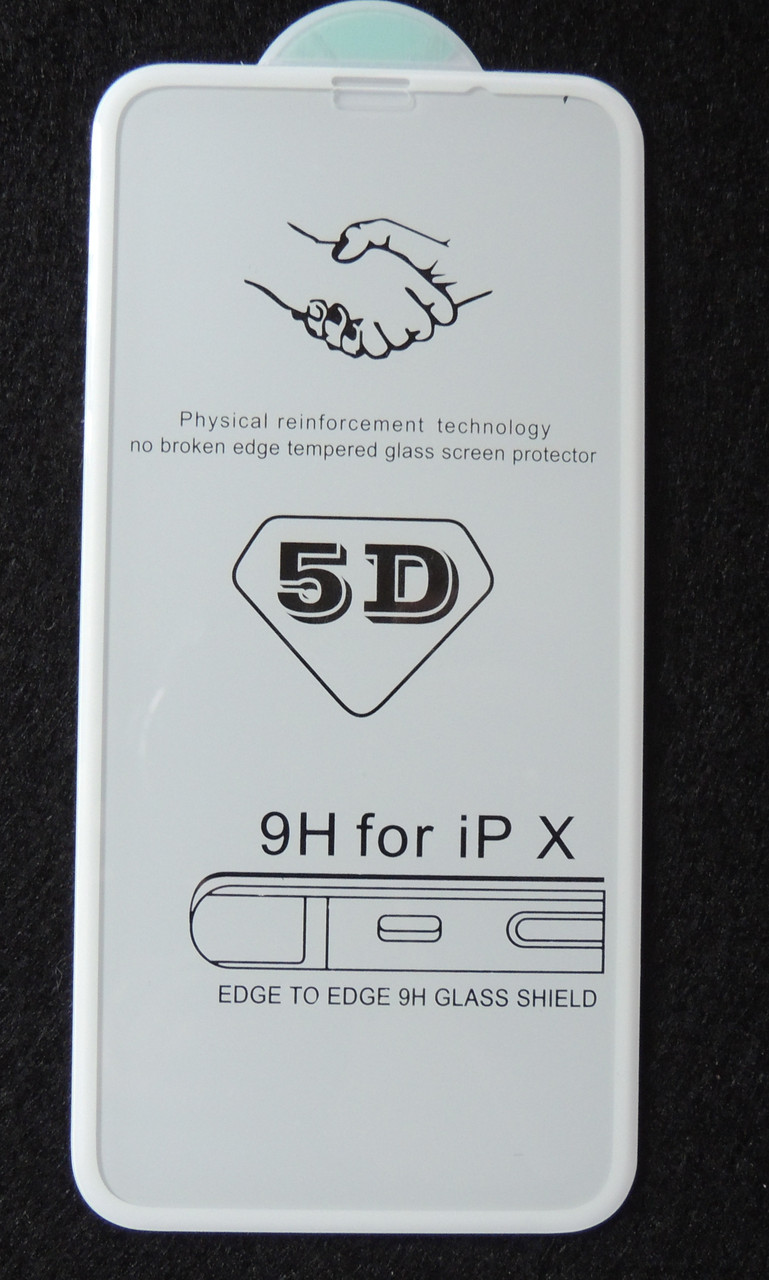 Physical reinforcement technology
no broken edge tempered glass screen protector
5D
9H for iP X
EDGE TO EDGE 9H GLASS SHIELD